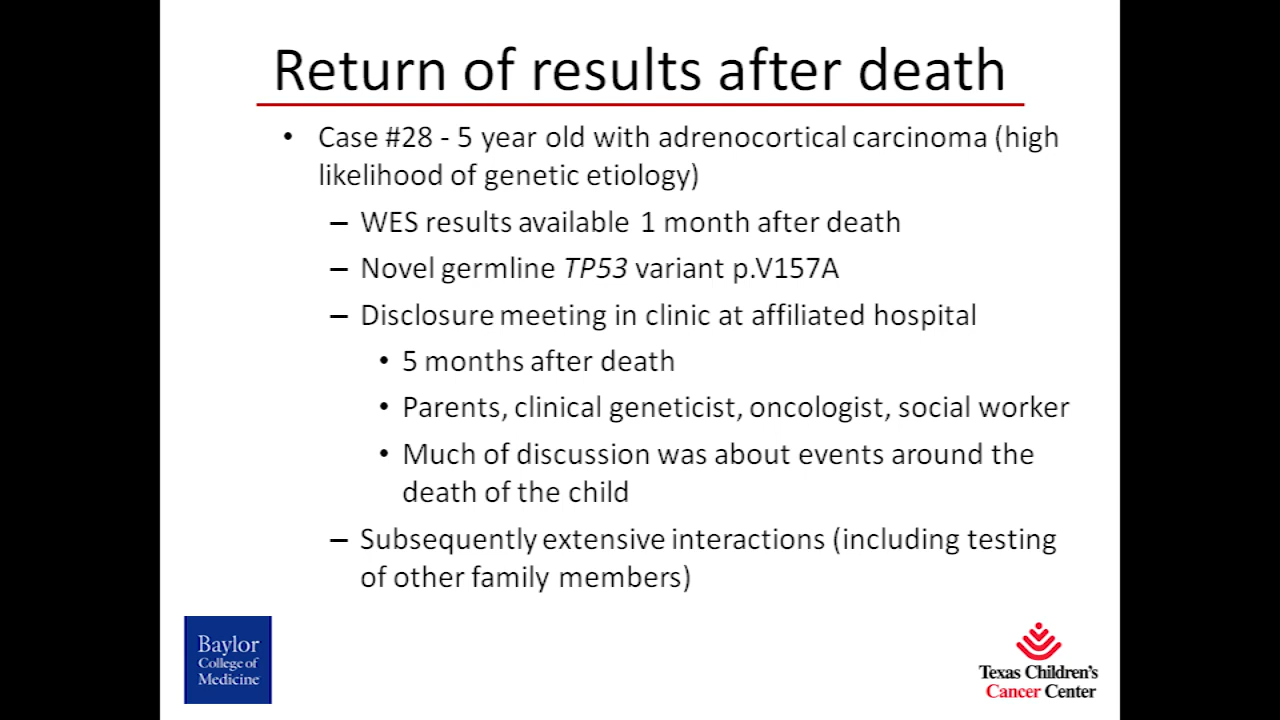 Return of results after death
• Case #28 - 5 year old with adrenocortical carcinoma (high
likelihood of genetic etiology)
– WES results available 1 month after death
– Novel germline TP53 variant p.V157A
– Disclosure meeting in clinic at affiliated hospital
• 5 months after death
• Parents, clinical geneticist, oncologist, social worker
• Much of discussion was about events around the
death of the child
– Subsequently extensive interactions (including testing
of other family members)
Baylor
College of
Medicine
Texas Children's
Cancer Center